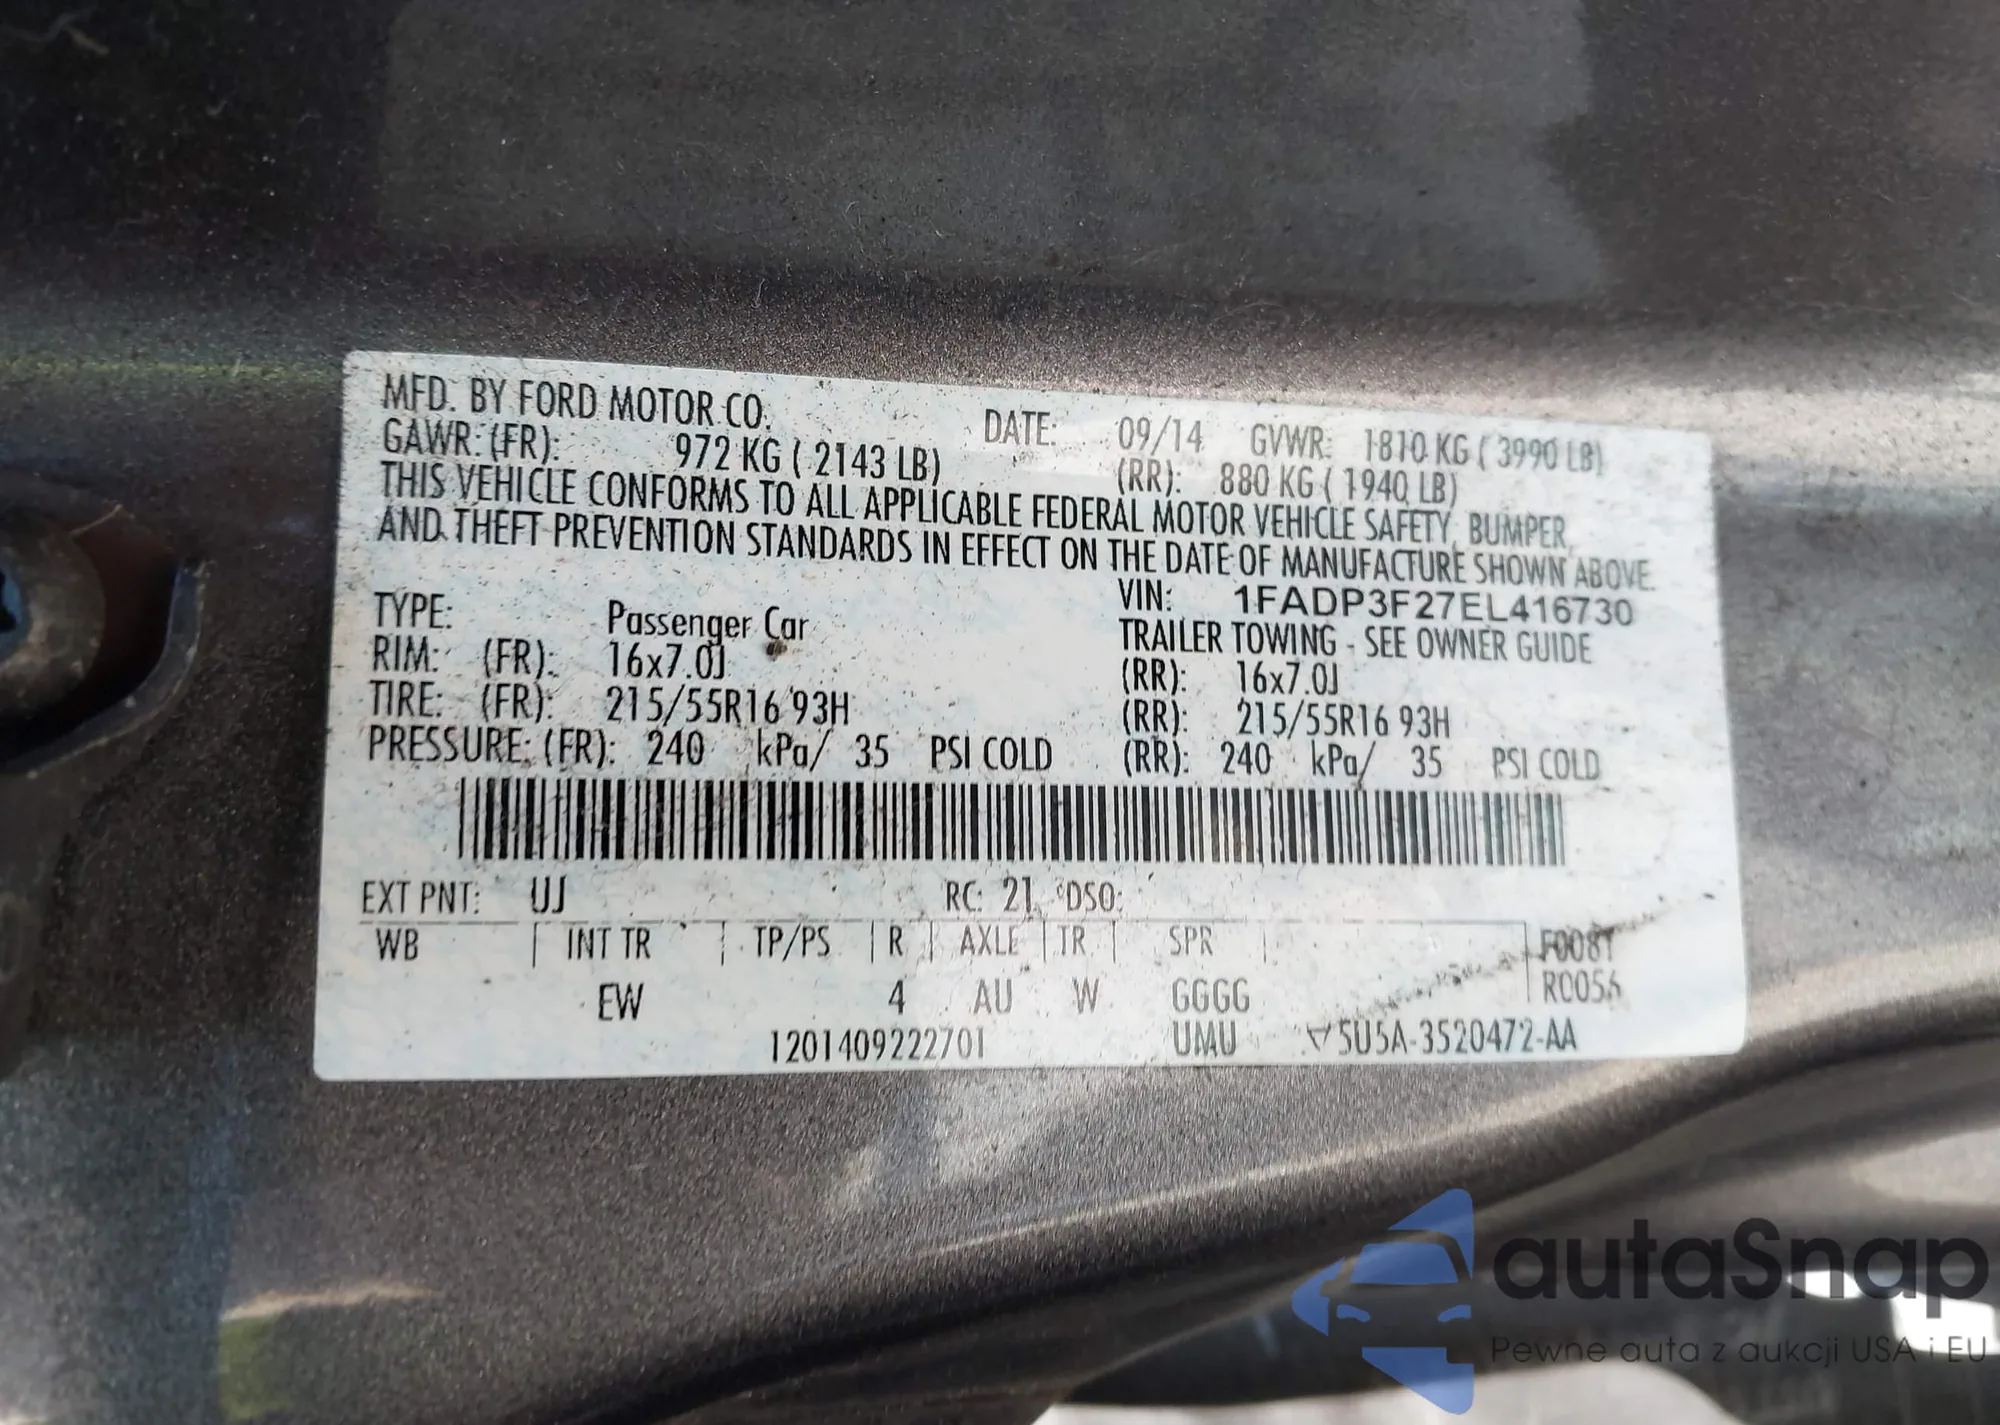 MFD. BY FORD MOTOR CO. DATE: 09/14 GVWR: 1810 KG ( 3990 LB)
GAWR: (FR): 972 KG ( 2143 LB) (RR): 880 KG ( 1940 LB)
THIS VEHICLE CONFORMS TO ALL APPLICABLE FEDERAL MOTOR VEHICLE SAFETY, BUMPER,
AND THEFT PREVENTION STANDARDS IN EFFECT ON THE DATE OF MANUFACTURE SHOWN ABOVE.
VIN: 1FADP3F27EL416730
TYPE: Passenger Car TRAILER TOWING - SEE OWNER GUIDE
RIM: (FR): 16x7.0J (RR): 16x7.0J
TIRE: (FR): 215/55R16 93H (RR): 215/55R16 93H
PRESSURE: (FR): 240 kPa/ 35 PSI COLD (RR): 240 kPa/ 35 PSI COLD
EXT PNT: UJ RC: 21 DSO:
WB INT TR TP/PS R AXLE TR SPR F0081
EW 4 AU W GGGG R0056
1201409222701 UMU 5U5A-3520472-AA
autaSnap
Pewne auta z aukcji USA i EU